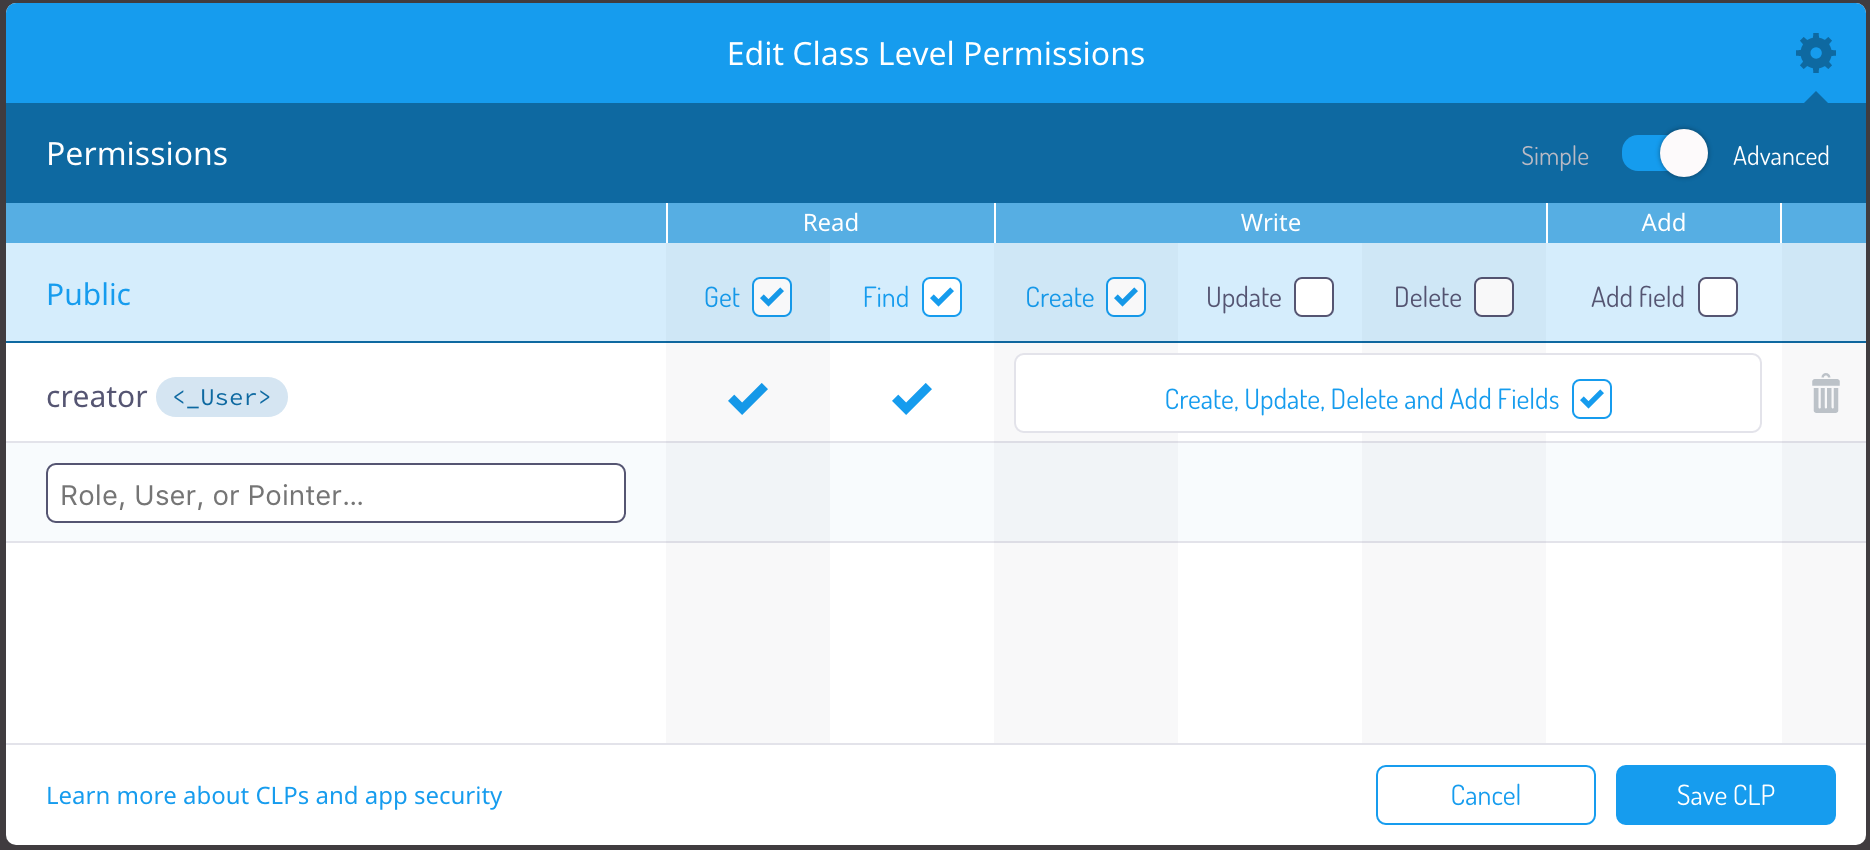 Edit Class Level Permissions
Permissions
Simple Advanced
Read Write Add
Public Get Find Create Update Delete Add field
creator <_User> Create, Update, Delete and Add Fields
Role, User, or Pointer...
Learn more about CLPs and app security Cancel Save CLP